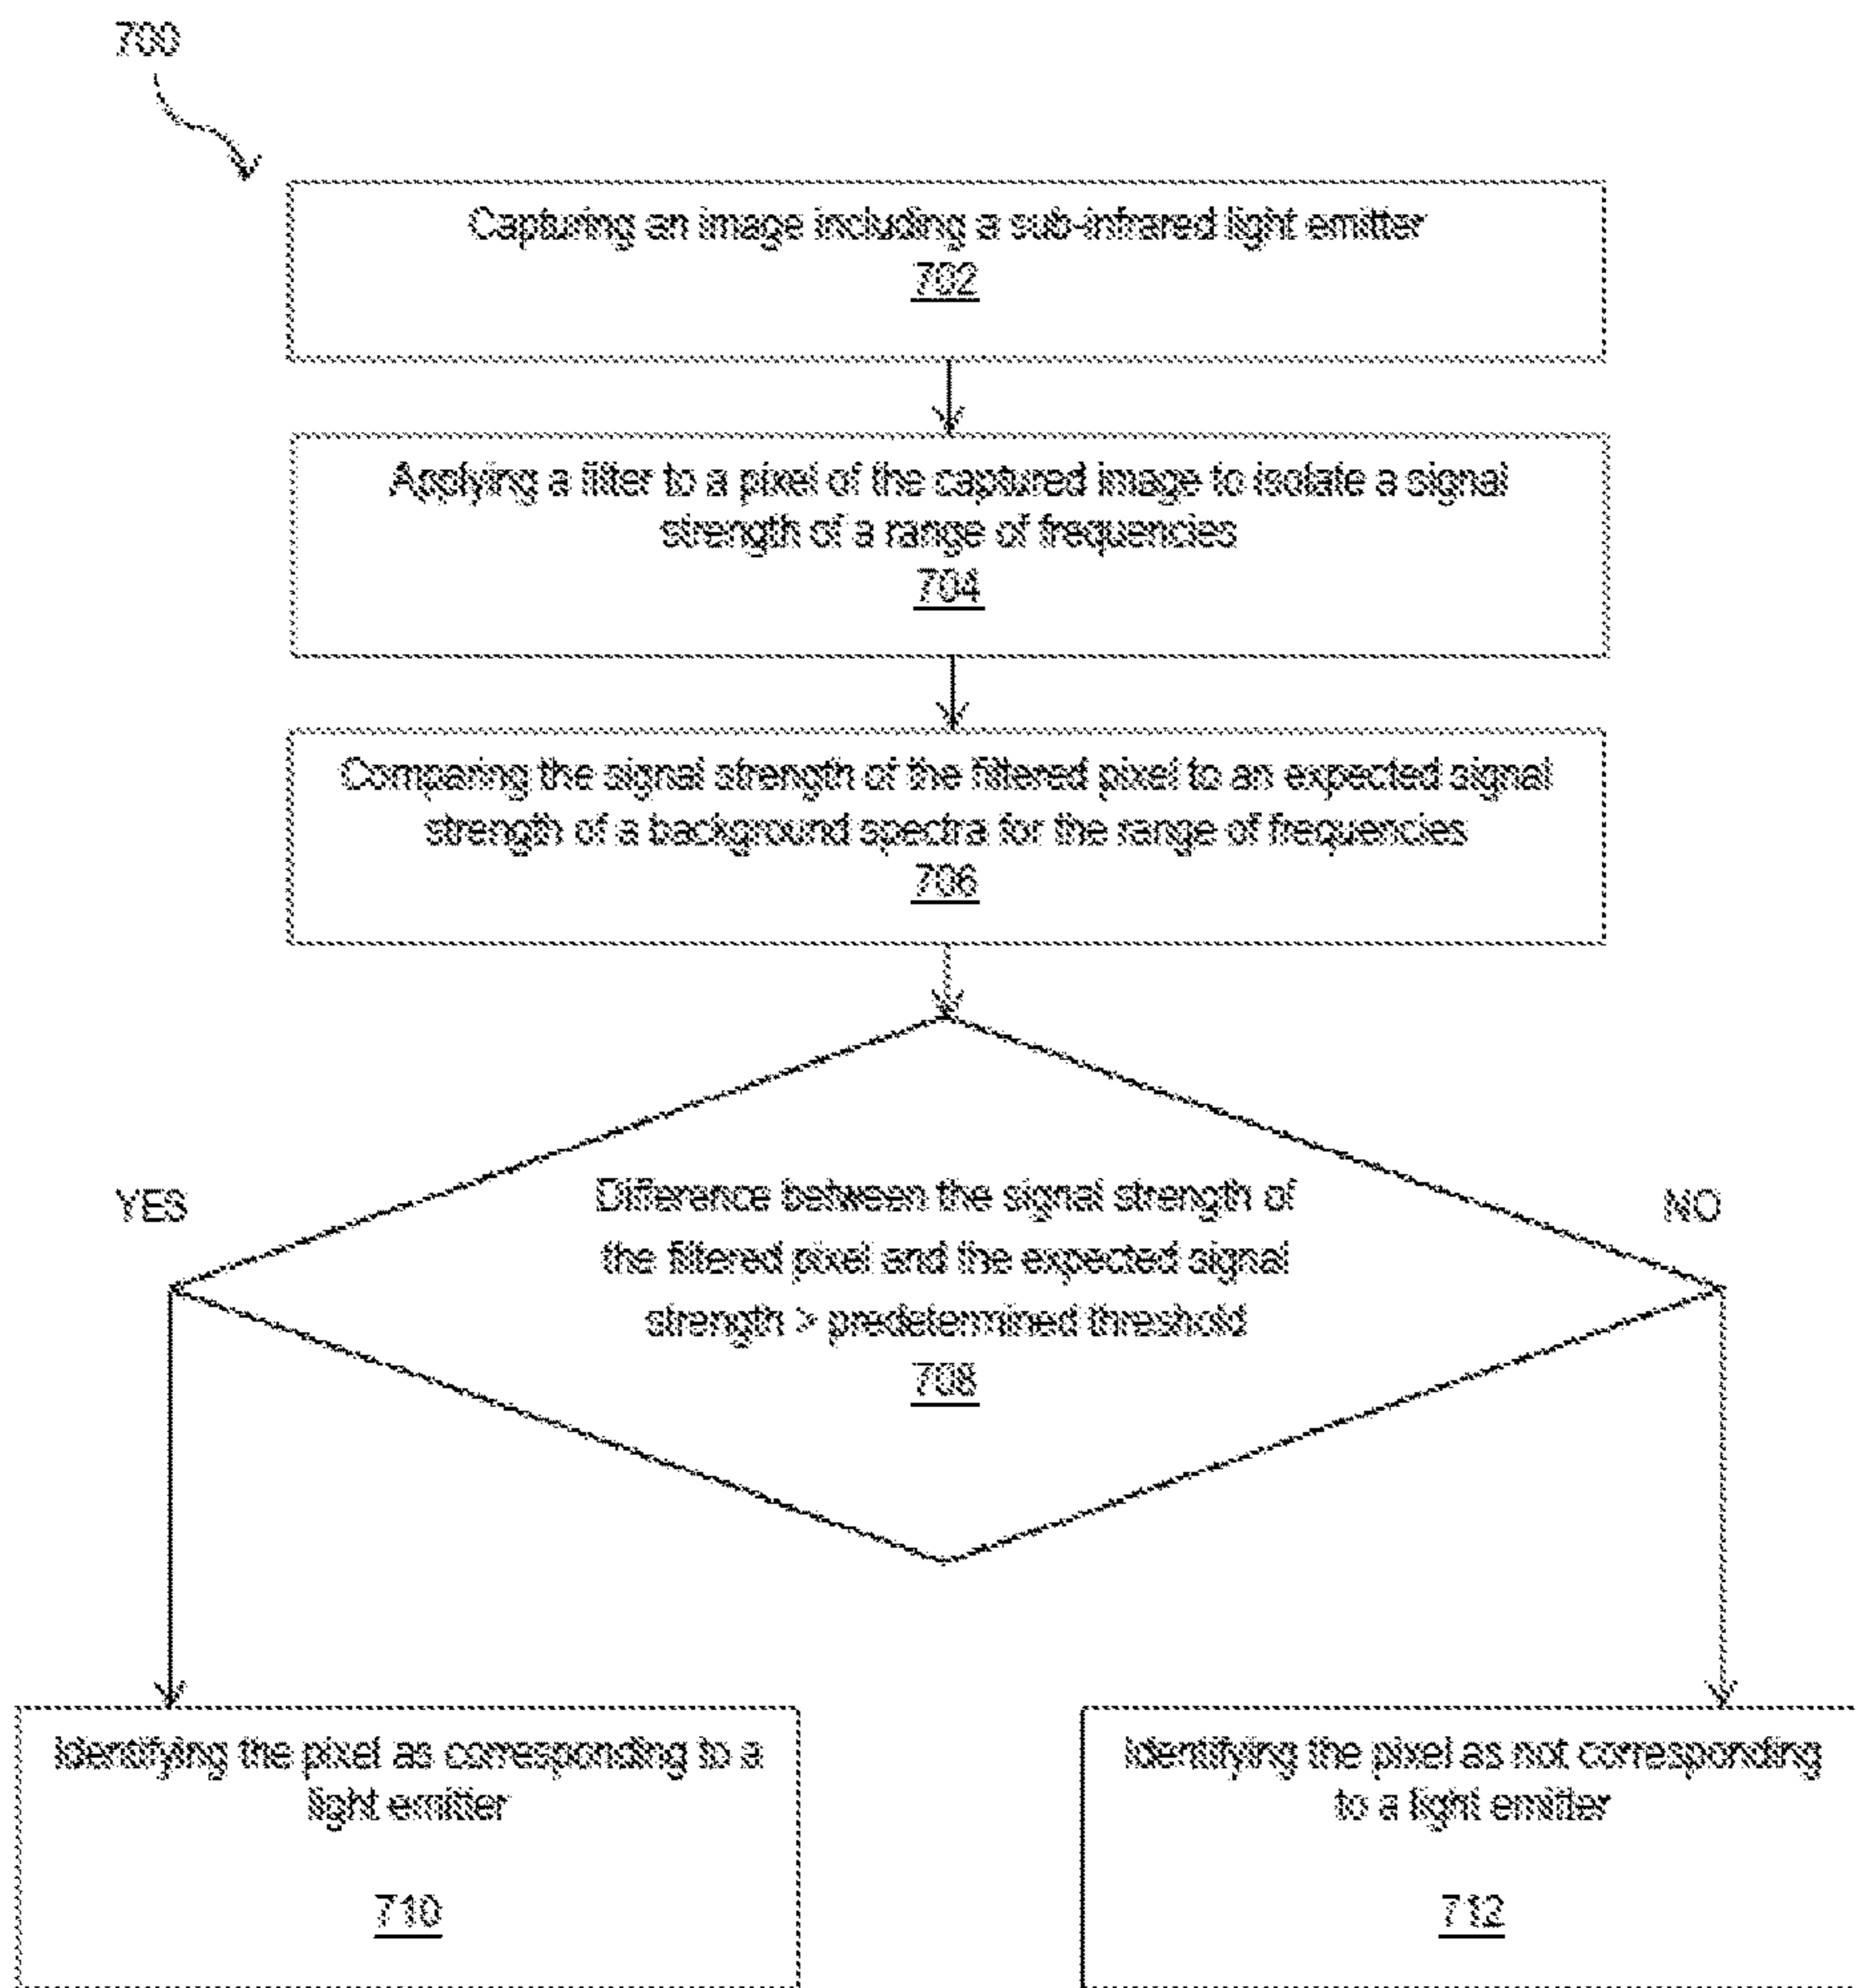 700
Capturing an image including a sub-infrared light emitter
702
Applying a filter to a pixel of the captured image to isolate a signal
strength of a range of frequencies
704
Comparing the signal strength of the filtered pixel to an expected signal
strength of a background spectra for the range of frequencies
706
YES
NO
Difference between the signal strength of
the filtered pixel and the expected signal
strength > predetermined threshold
708
Identifying the pixel as corresponding to a
light emitter
710
Identifying the pixel as not corresponding
to a light emitter
712